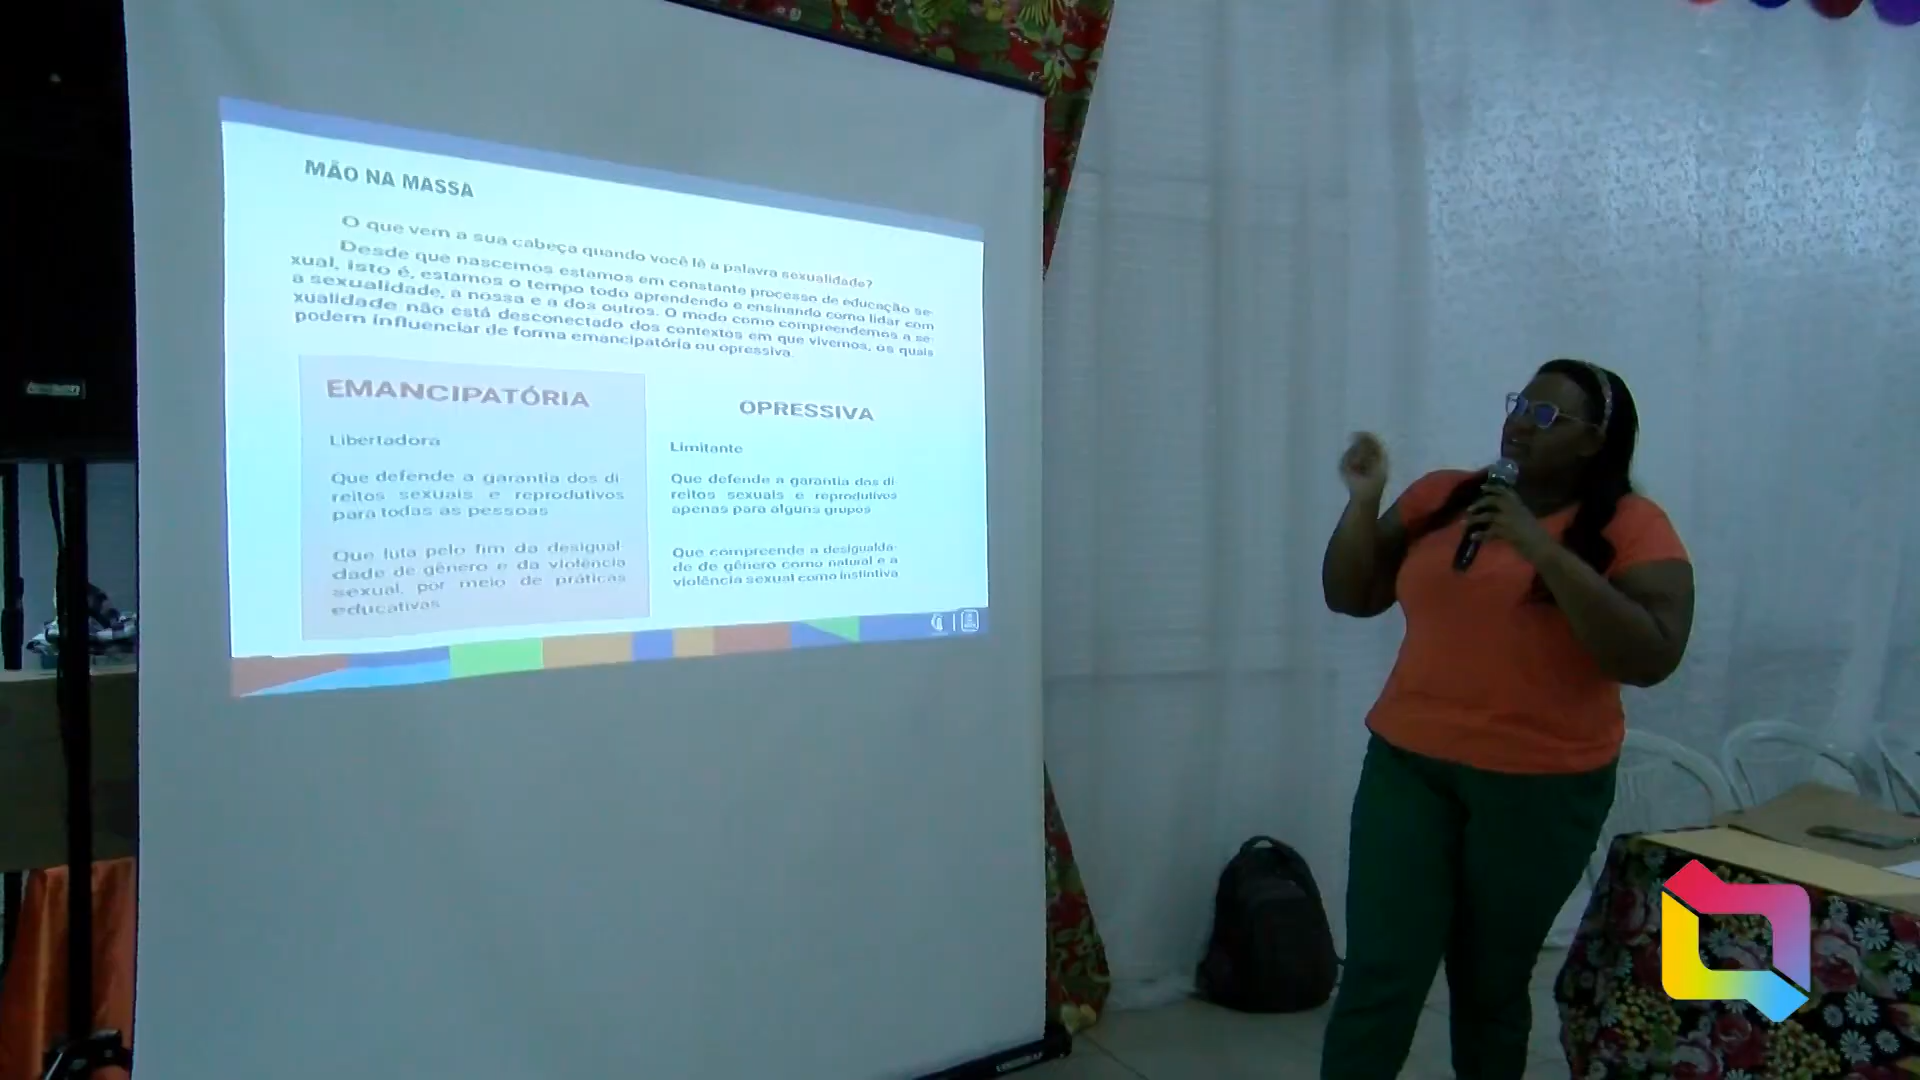 MÃO NA MASSA
O que vem a sua cabeça quando você lê a palavra sexualidade?
Desde que nascemos estamos em constante processo de educação se-
xual, isto é, estamos o tempo todo aprendendo e ensinando como lidar com
a sexualidade, a nossa e a dos outros. O modo como compreendemos a se-
xualidade não está desconectado dos contextos em que vivemos, os quais
podem influenciar de forma emancipatória ou opressiva.
EMANCIPATÓRIA
Libertadora
Que defende a garantia dos di-
reitos sexuais e reprodutivos
para todas as pessoas
Que luta pelo fim da desigual-
dade de gênero e da violência
sexual, por meio de práticas
educativas
OPRESSIVA
Limitante
Que defende a garantia dos di-
reitos sexuais e reprodutivos
apenas para alguns grupos
Que compreende a desigualda-
de de gênero como natural e a
violência sexual como instintiva